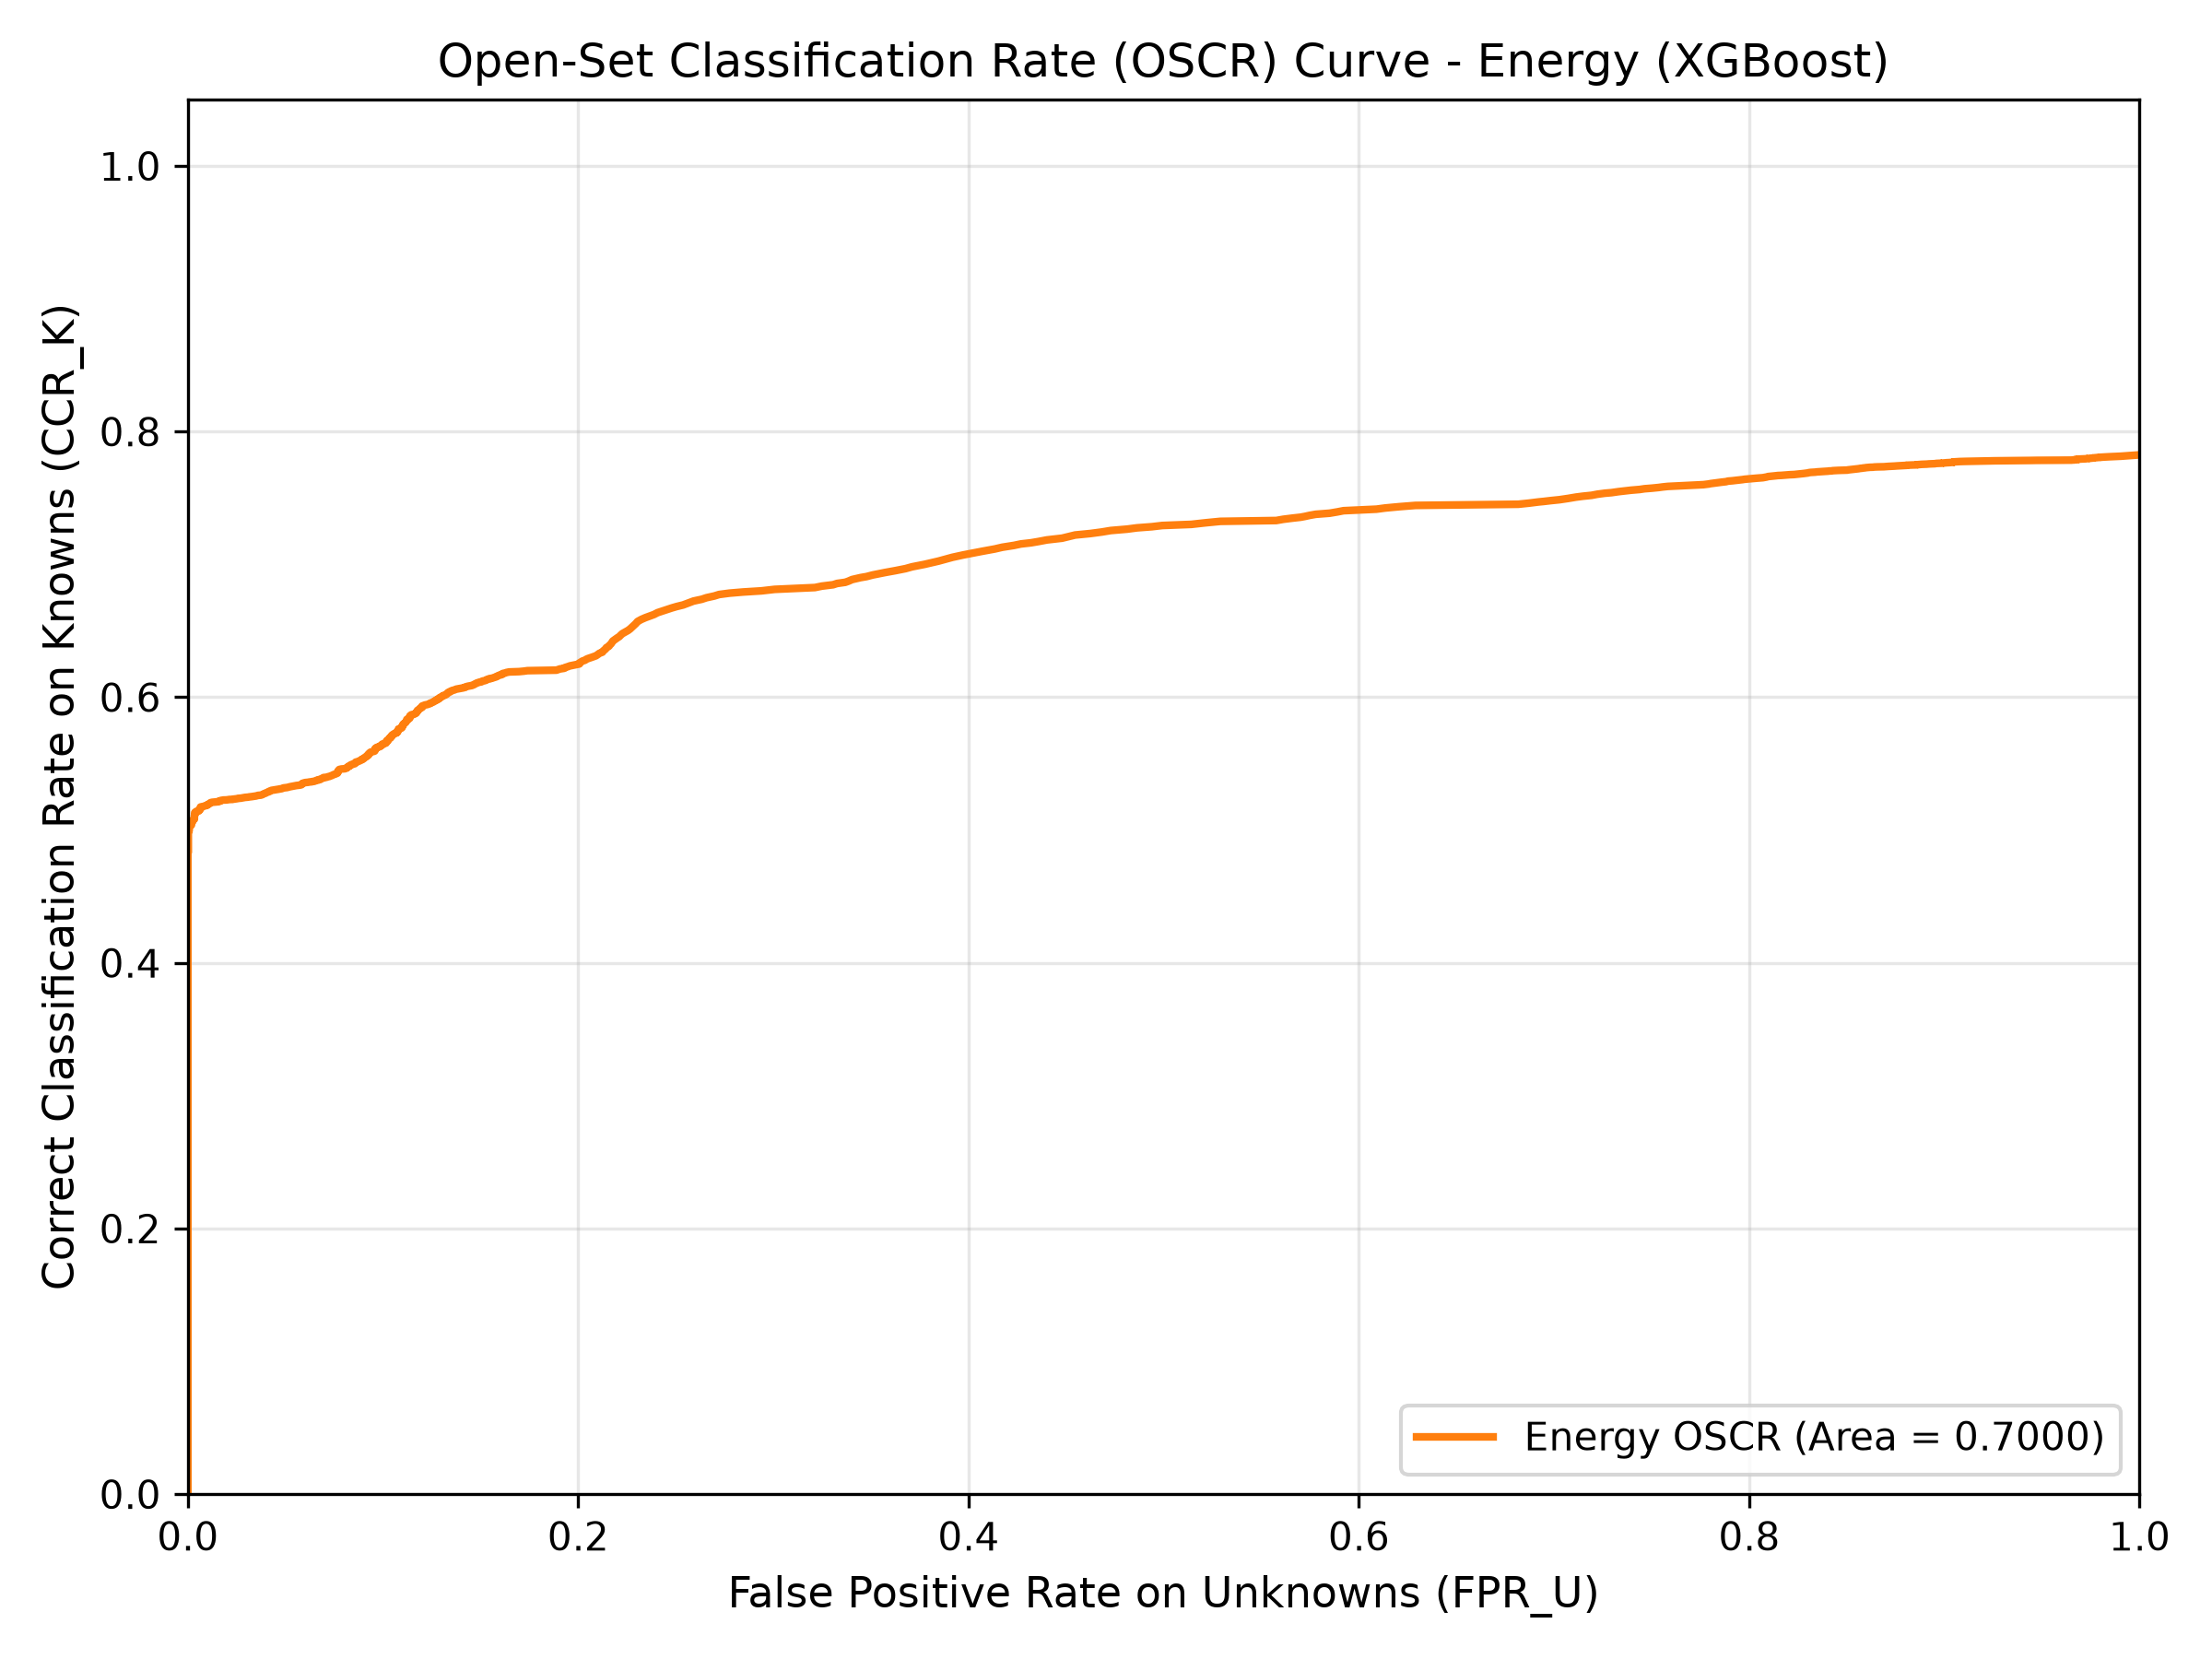 Open-Set Classification Rate (OSCR) Curve - Energy (XGBoost)
Correct Classification Rate on Knowns (CCR_K)
1.0
0.8
0.6
0.4
0.2
0.0
0.0 0.2 0.4 0.6 0.8 1.0
False Positive Rate on Unknowns (FPR_U)
Energy OSCR (Area = 0.7000)